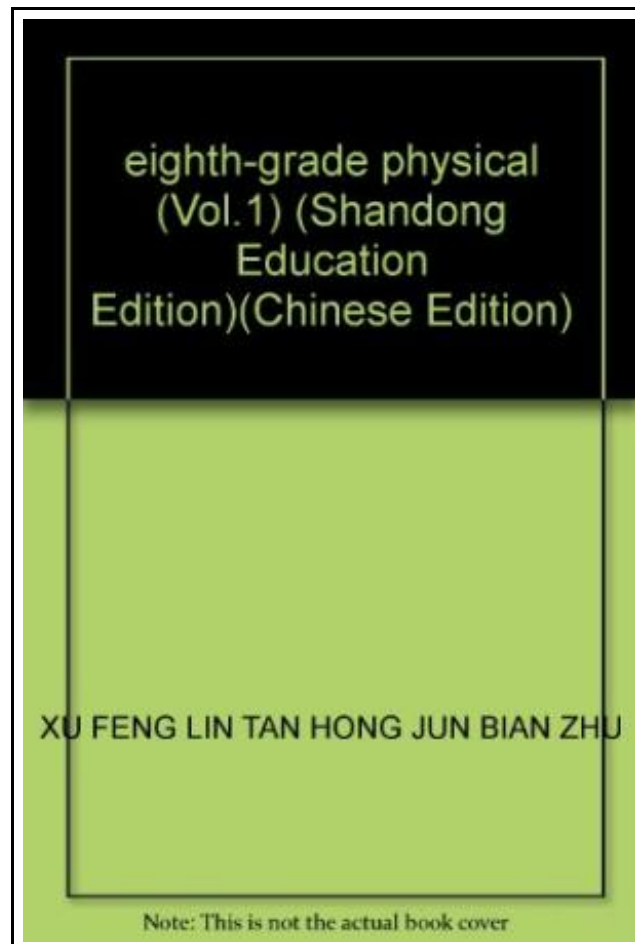 eighth-grade physical
(Vol.1) (Shandong
Education
Edition)(Chinese Edition)
XU FENG LIN TAN HONG JUN BIAN ZHU
Note: This is not the actual book cover